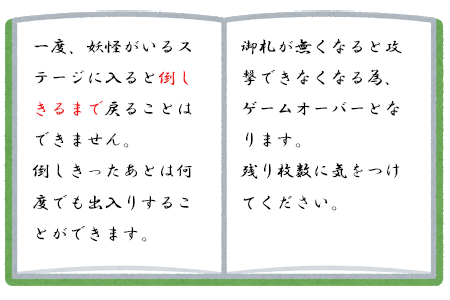 一度、妖怪がいるス
テージに入ると倒し
きるまで戻ることは
できません。
倒しきったあとは何
度でも出入りするこ
とができます。
御札が無くなると攻
撃できなくなる為、
ゲームオーバーとな
ります。
残り枚数に気をつけ
てください。